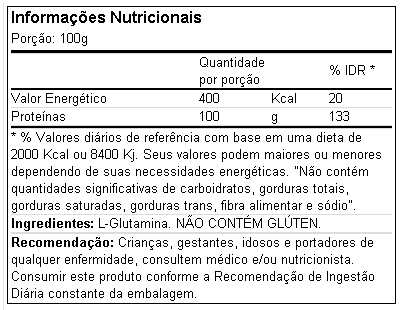 Informações Nutricionais
Porção: 100g
Quantidade por porção % IDR *
Valor Energético 400 Kcal 20
Proteínas 100 g 133
* % Valores diários de referência com base em uma dieta de
2000 Kcal ou 8400 Kj. Seus valores podem maiores ou menores
dependendo de suas necessidades energéticas. "Não contém
quantidades significativas de carboidratos, gorduras totais,
gorduras saturadas, gorduras trans, fibra alimentar e sódio".
Ingredientes: L-Glutamina. NÃO CONTÉM GLÚTEN.
Recomendação: Crianças, gestantes, idosos e portadores de
qualquer enfermidade, consultem médico e/ou nutricionista.
Consumir este produto conforme a Recomendação de Ingestão
Diária constante da embalagem.